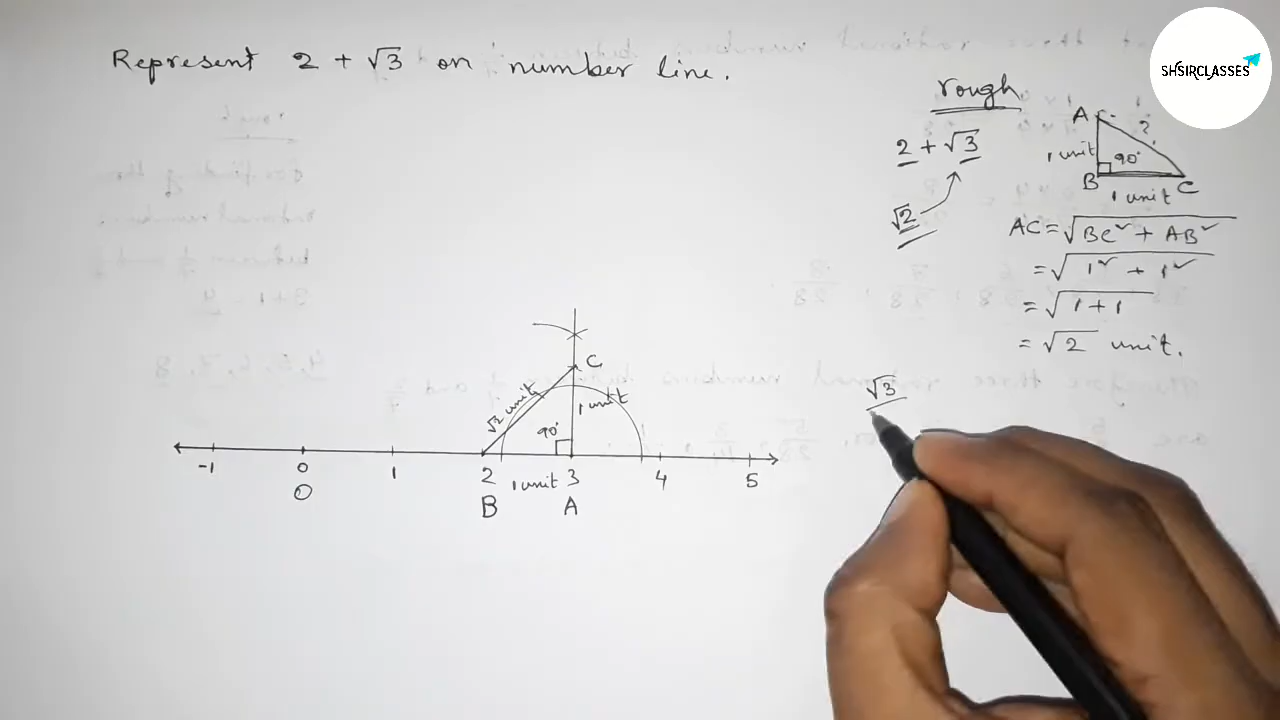 Represent 2 + √3 on number line.
SHSIRCLASSES
rough
2 + √3
√2
A
?
1 unit
90°
B
C
1 unit
AC = √BC² + AB²
= √1² + 1²
= √1 + 1
= √2 unit.
√3
C
√2 unit
1 unit
90°
-1 0 1 2 1 unit 3 4 5
O B A